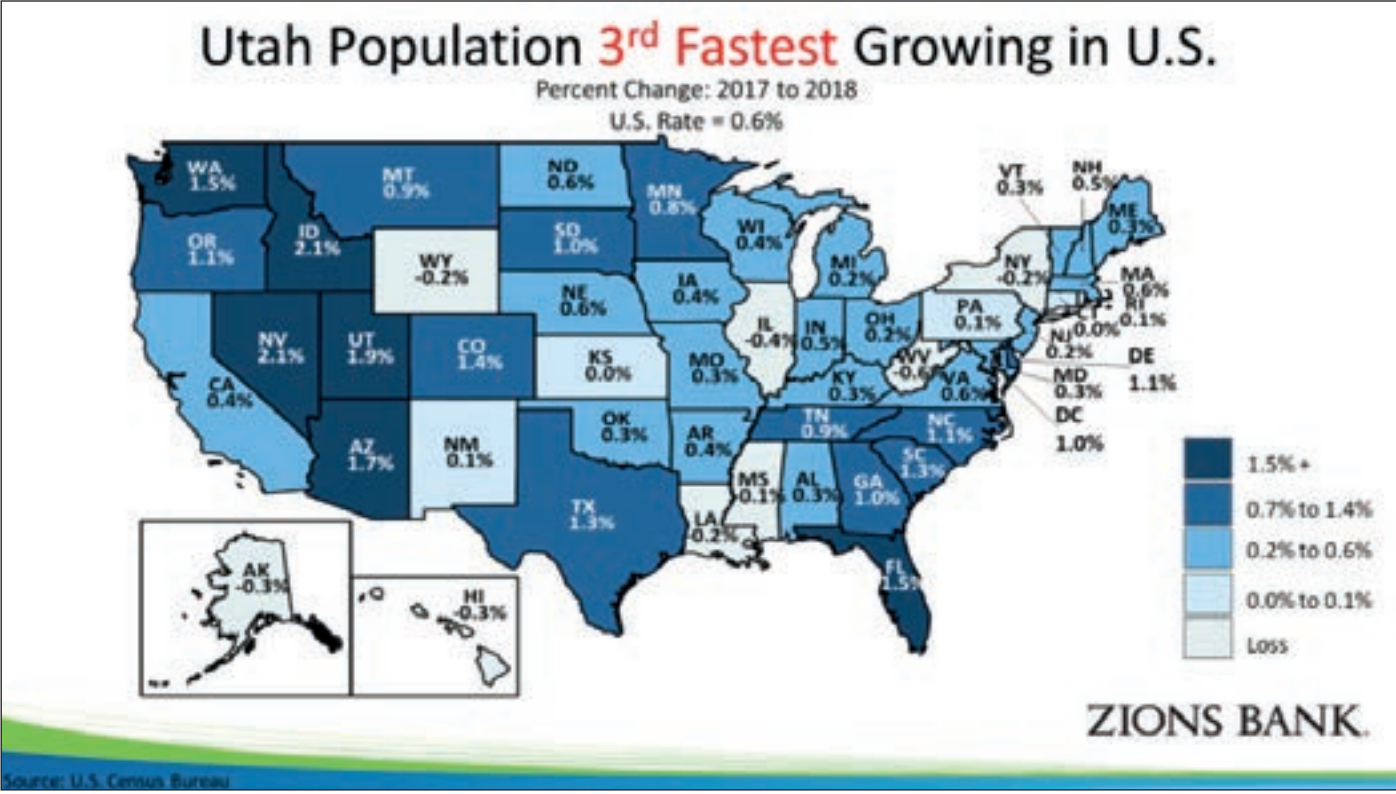 Utah Population 3rd Fastest Growing in U.S.
Percent Change: 2017 to 2018
U.S. Rate = 0.6%
WA
1.5%
MT
0.9%
ND
0.6%
MN
0.8%
VT
0.3%
NH
0.5%
ME
0.3%
OR
1.1%
ID
2.1%
WY
-0.2%
SD
1.0%
WI
0.4%
MI
0.2%
NY
-0.2%
MA
0.6%
RI
0.1%
CT
0.0%
NE
0.6%
IA
0.4%
PA
0.1%
NJ
0.2%
NV
2.1%
UT
1.9%
CO
1.4%
KS
0.0%
MO
0.3%
IL
-0.4%
IN
0.5%
OH
0.2%
WV
-0.6%
VA
0.6%
DE
1.1%
MD
0.3%
DC
1.0%
CA
0.4%
KY
0.3%
AZ
1.7%
NM
0.1%
OK
0.3%
AR
0.4%
TN
0.9%
NC
1.1%
SC
1.3%
TX
1.3%
LA
-0.2%
MS
-0.1%
AL
0.3%
GA
1.0%
FL
1.5%
AK
-0.3%
HI
-0.3%
1.5% +
0.7% to 1.4%
0.2% to 0.6%
0.0% to 0.1%
Loss
ZIONS BANK.
Source: U.S. Census Bureau